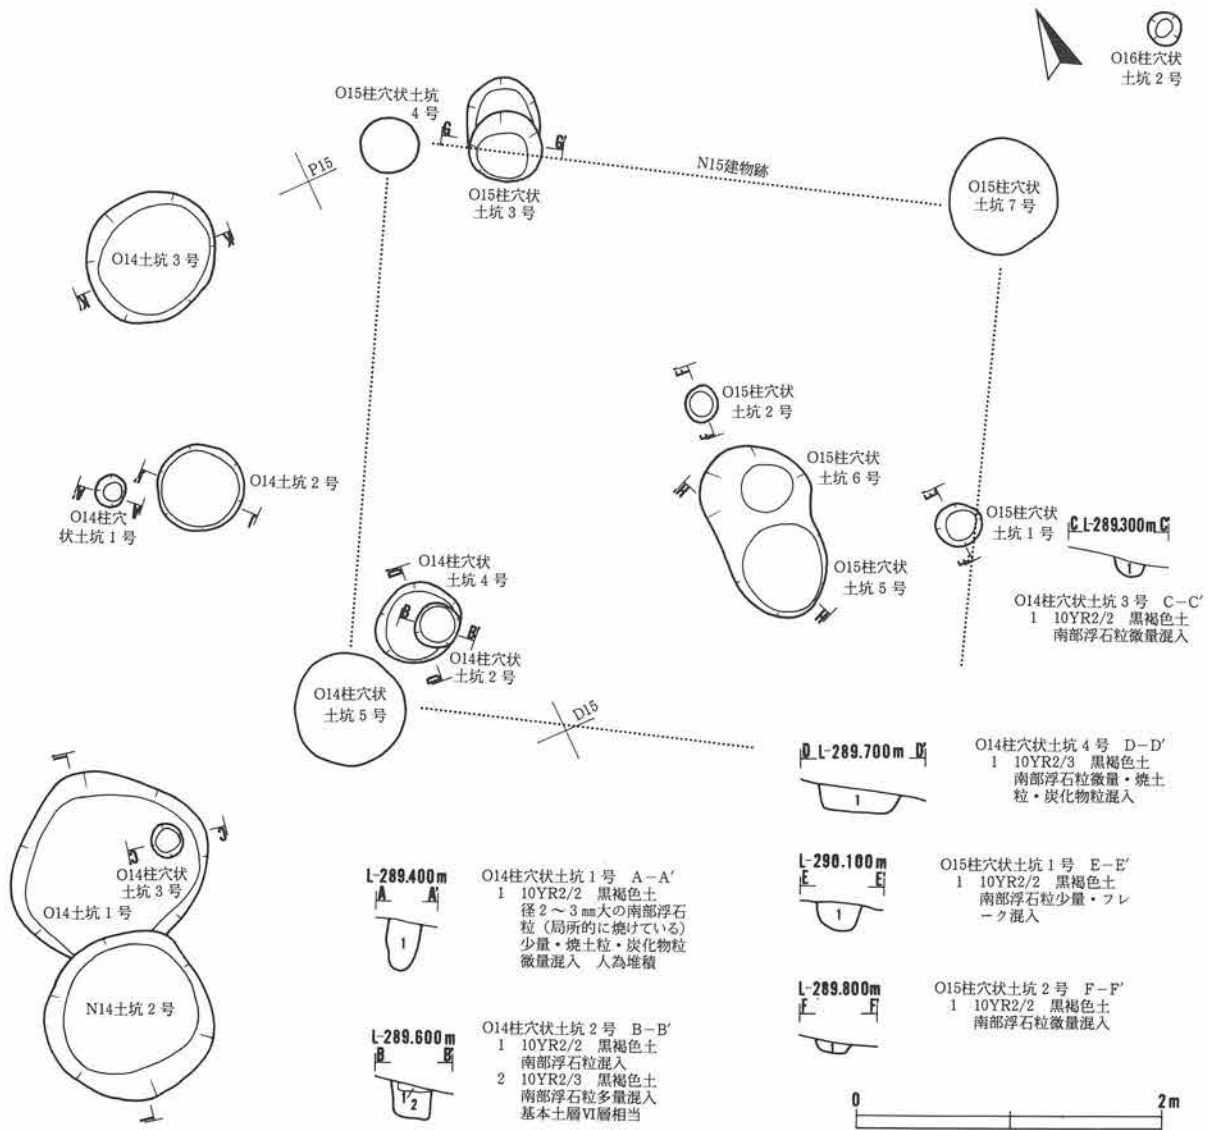 O16柱穴状
土坑 2 号
O15柱穴状土坑
4 号
G
G′
P15
N15建物跡
O15柱穴状
土坑 3 号
O15柱穴状
土坑 7 号
K
O14土坑 3 号
K′
F
O15柱穴状
土坑 2 号
F′
O14土坑 2 号
A
A′
O14柱穴
状土坑 1 号
O15柱穴状
土坑 6 号
H
E
O15柱穴状
土坑 1 号
E′
C L-289.300m C′
1
O14柱穴状土坑 3 号 C-C′
1 10YR2/2 黒褐色土
南部浮石粒微量混入
O14柱穴状
土坑 4 号
D
B
B′
O14柱穴状
土坑 2 号
D′
O15柱穴状
土坑 5 号
H′
O14柱穴状
土坑 5 号
D15
D L-289.700m D′
1
O14柱穴状土坑 4 号 D-D′
1 10YR2/3 黒褐色土
南部浮石粒微量・焼土
粒・炭化物粒混入
C
C′
O14柱穴状
土坑 3 号
O14土坑 1 号
N14土坑 2 号
L-289.400m
A A′
1
O14柱穴状土坑 1 号 A-A′
1 10YR2/2 黒褐色土
径 2 ～ 3 ㎜大の南部浮石
粒（局所的に焼けている）
少量・焼土粒・炭化物粒
微量混入 人為堆積
L-290.100m
E E′
1
O15柱穴状土坑 1 号 E-E′
1 10YR2/2 黒褐色土
南部浮石粒少量・フレ
ーク混入
L-289.600m
B B′
1 2
O14柱穴状土坑 2 号 B-B′
1 10YR2/2 黒褐色土
南部浮石粒混入
2 10YR2/3 黒褐色土
南部浮石粒多量混入
基本土層Ⅵ層相当
L-289.800m
F F′
1
O15柱穴状土坑 2 号 F-F′
1 10YR2/2 黒褐色土
南部浮石粒微量混入
0 2m